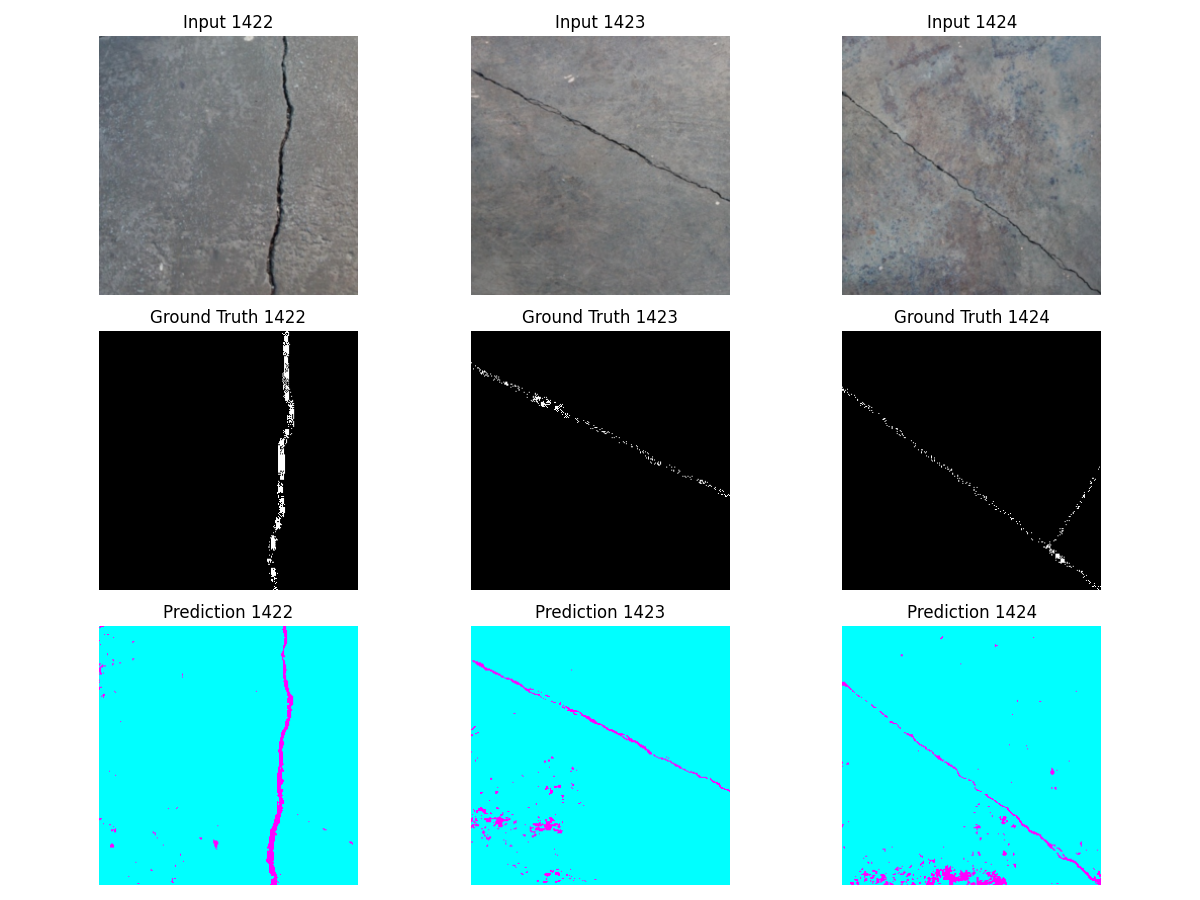 Input 1422
Input 1423
Input 1424
Ground Truth 1422
Ground Truth 1423
Ground Truth 1424
Prediction 1422
Prediction 1423
Prediction 1424